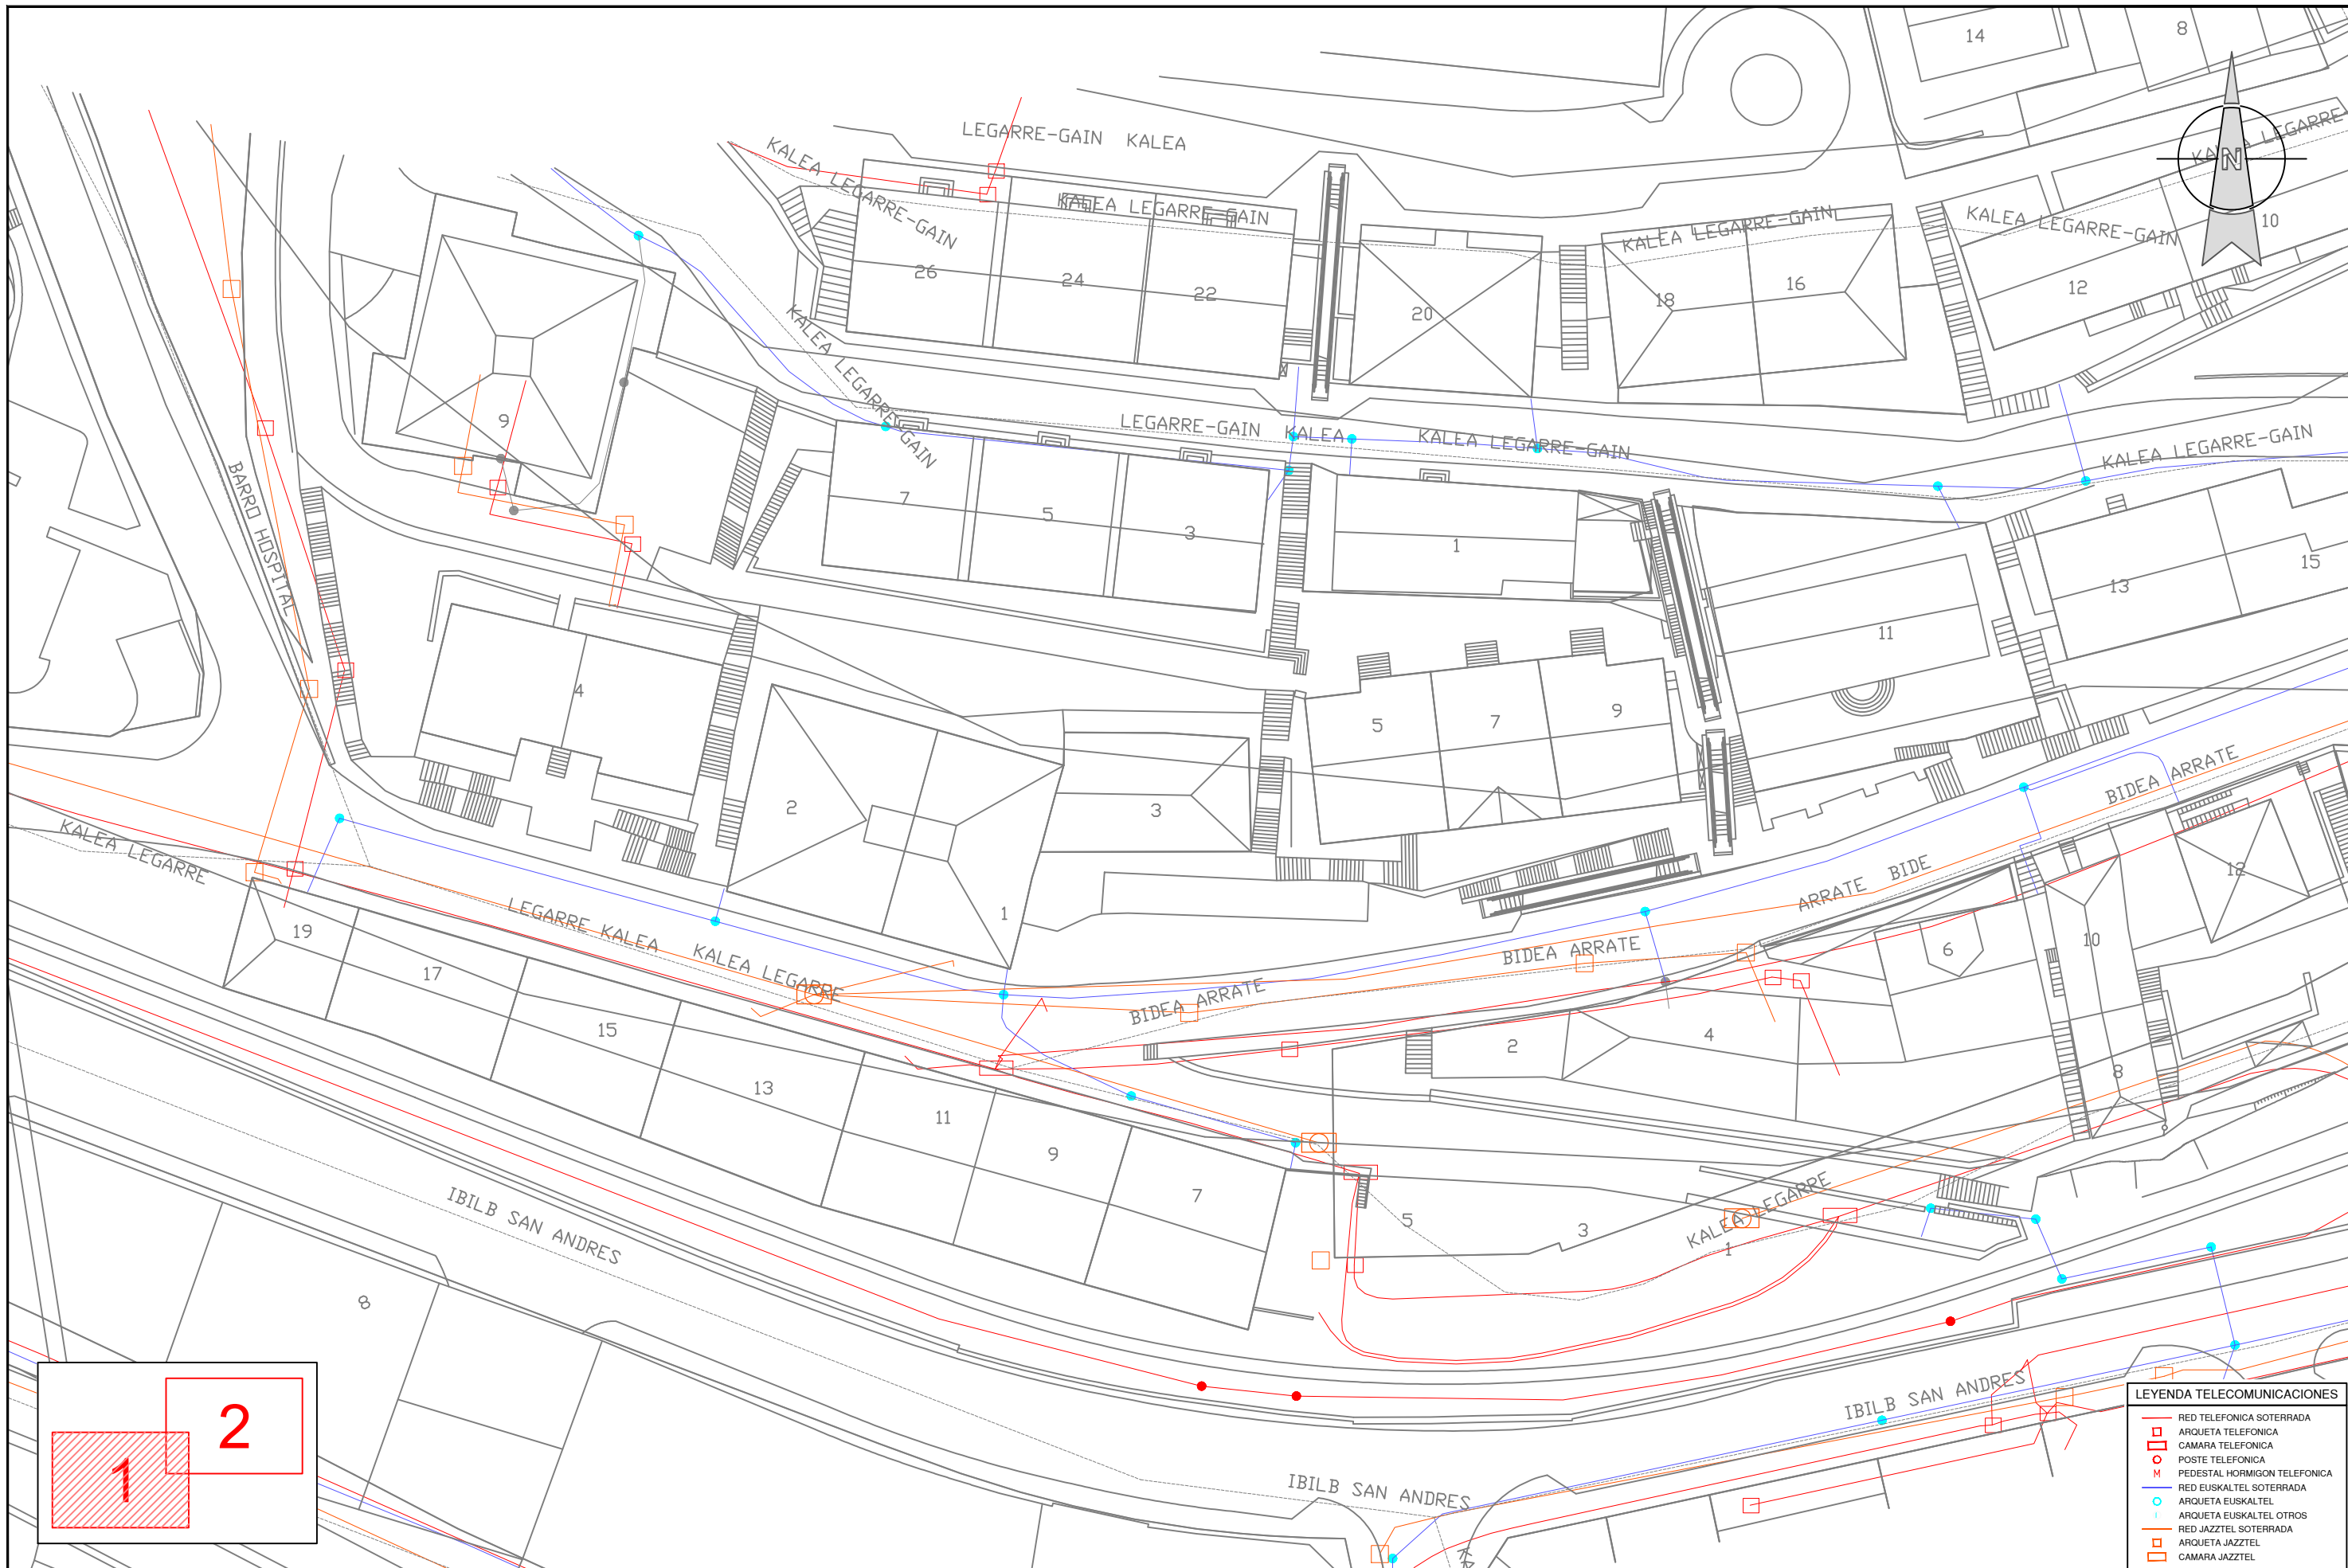 14
8
LEGARRE-GAIN KALEA
KALEA LEGARRE-GAIN
KALEA LEGARRE-GAIN
KALEA LEGARRE-GAIN
KALEA LEGARRE-GAIN
KALEA LEGARRE
N
10
26
24
22
20
18
16
12
KALEA LEGARRE-GAIN
LEGARRE-GAIN KALEA
KALEA LEGARRE-GAIN
KALEA LEGARRE-GAIN
9
7
5
3
1
11
13
15
BARRO HOSPITAL
4
2
1
3
5
7
9
BIDEA ARRATE
ARRATE BIDE
BIDEA ARRATE
BIDEA ARRATE
12
10
6
8
4
2
KALEA LEGARRE
LEGARRE KALEA
KALEA LEGARRE
19
17
15
13
11
9
7
5
3
1
KALEA LEGARRE
IBILB SAN ANDRES
8
IBILB SAN ANDRES
IBILB SAN ANDRES
2
1
LEYENDA TELECOMUNICACIONES
RED TELEFONICA SOTERRADA
ARQUETA TELEFONICA
CAMARA TELEFONICA
POSTE TELEFONICA
M PEDESTAL HORMIGON TELEFONICA
RED EUSKALTEL SOTERRADA
ARQUETA EUSKALTEL
ARQUETA EUSKALTEL OTROS
RED JAZZTEL SOTERRADA
ARQUETA JAZZTEL
CAMARA JAZZTEL